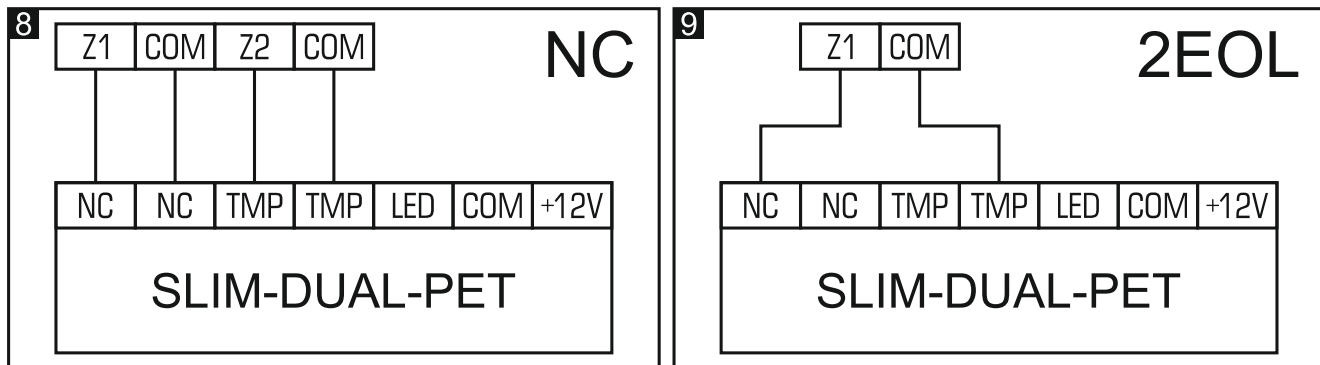 8
Z1 COM Z2 COM
NC
NC NC TMP TMP LED COM +12V
SLIM-DUAL-PET
9
Z1 COM
2EOL
NC NC TMP TMP LED COM +12V
SLIM-DUAL-PET